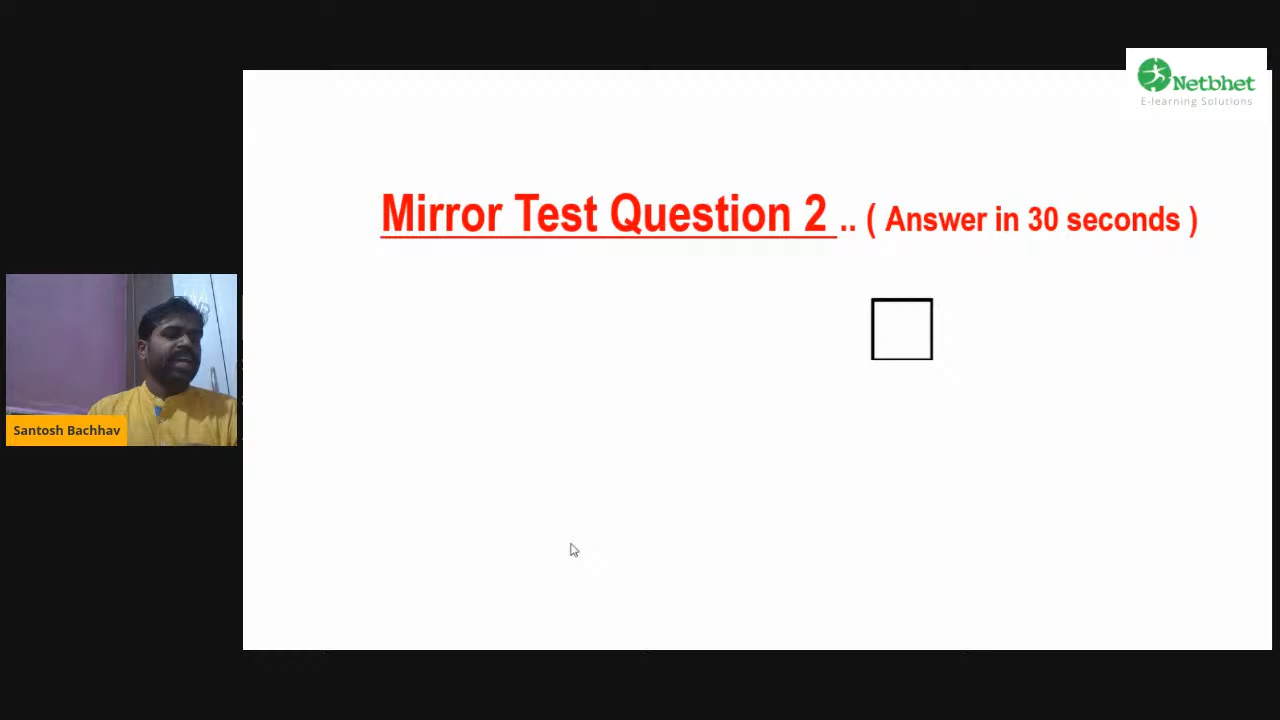 Netbhet
E-learning Solutions
Mirror Test Question 2 .. ( Answer in 30 seconds )
Santosh Bachhav